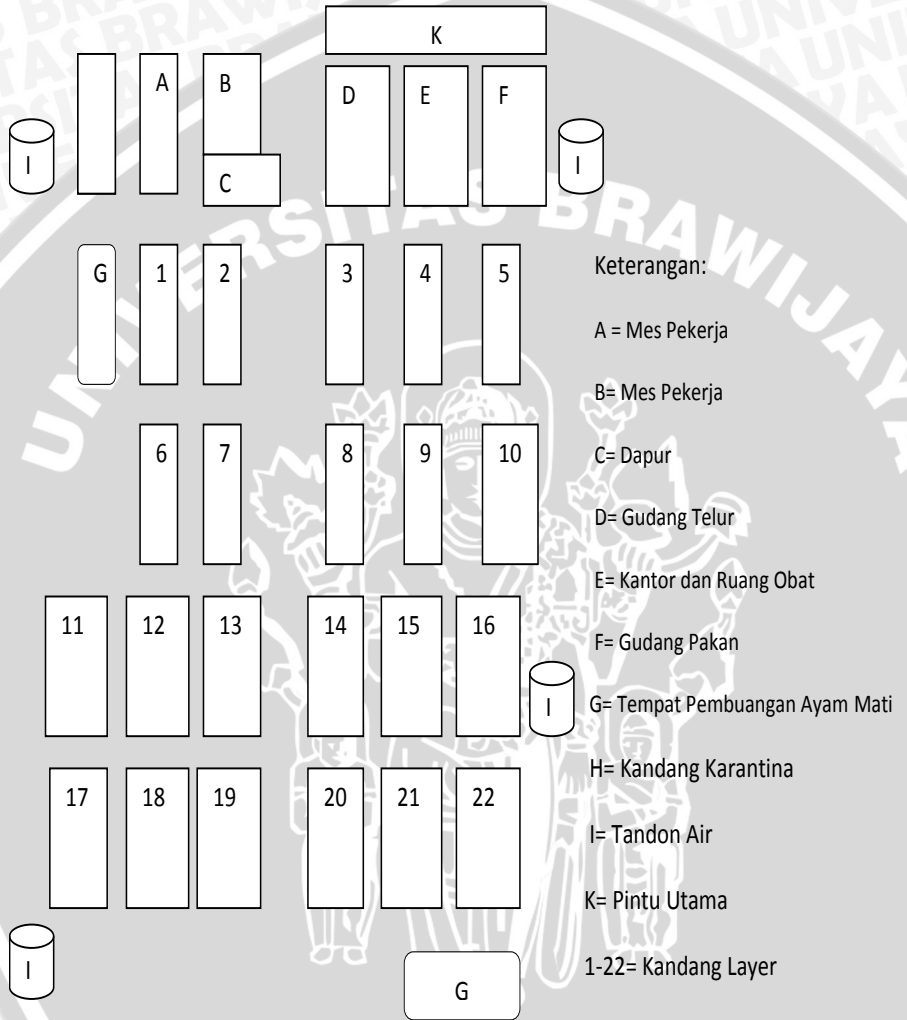 K
A
B
D
E
F
I
I
C
G
1
2
3
4
5
6
7
8
9
10
11
12
13
14
15
16
I
17
18
19
20
21
22
I
G
Keterangan:
A = Mes Pekerja
B= Mes Pekerja
C= Dapur
D= Gudang Telur
E= Kantor dan Ruang Obat
F= Gudang Pakan
G= Tempat Pembuangan Ayam Mati
H= Kandang Karantina
I= Tandon Air
K= Pintu Utama
1-22= Kandang Layer
UNIVERSITAS BRAWIJAYA